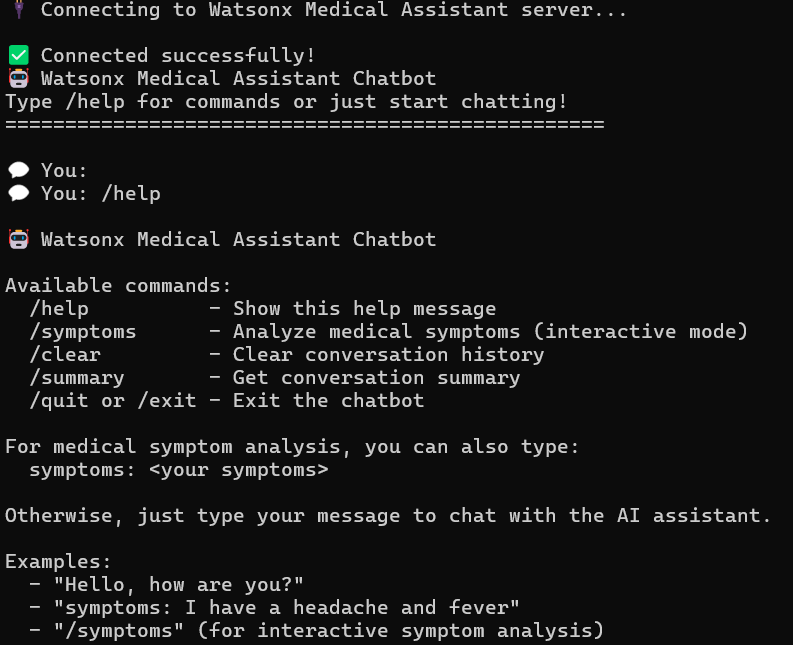 Connecting to Watsonx Medical Assistant server...
Connected successfully!
Watsonx Medical Assistant Chatbot
Type /help for commands or just start chatting!
==================================================
You:
You: /help
Watsonx Medical Assistant Chatbot
Available commands:
/help - Show this help message
/symptoms - Analyze medical symptoms (interactive mode)
/clear - Clear conversation history
/summary - Get conversation summary
/quit or /exit - Exit the chatbot
For medical symptom analysis, you can also type:
symptoms: <your symptoms>
Otherwise, just type your message to chat with the AI assistant.
Examples:
- "Hello, how are you?"
- "symptoms: I have a headache and fever"
- "/symptoms" (for interactive symptom analysis)